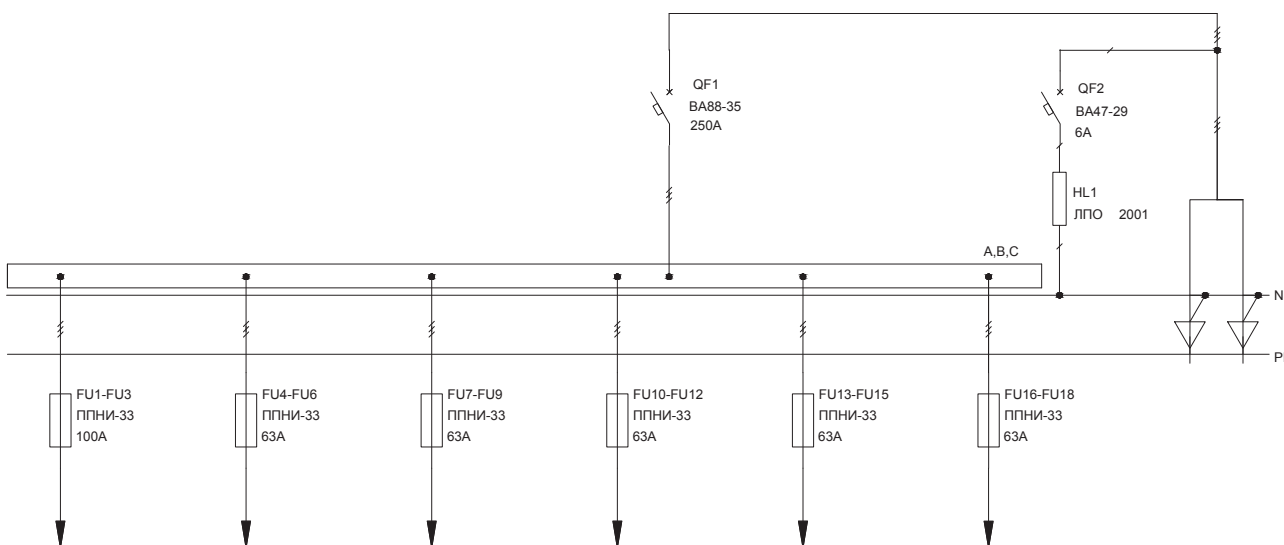 QF1
ВА88-35
250А
QF2
ВА47-29
6А
HL1
ЛПО 2001
А,В,С
N
FU1-FU3
ППНИ-33
100А
FU4-FU6
ППНИ-33
63А
FU7-FU9
ППНИ-33
63А
FU10-FU12
ППНИ-33
63А
FU13-FU15
ППНИ-33
63А
FU16-FU18
ППНИ-33
63А